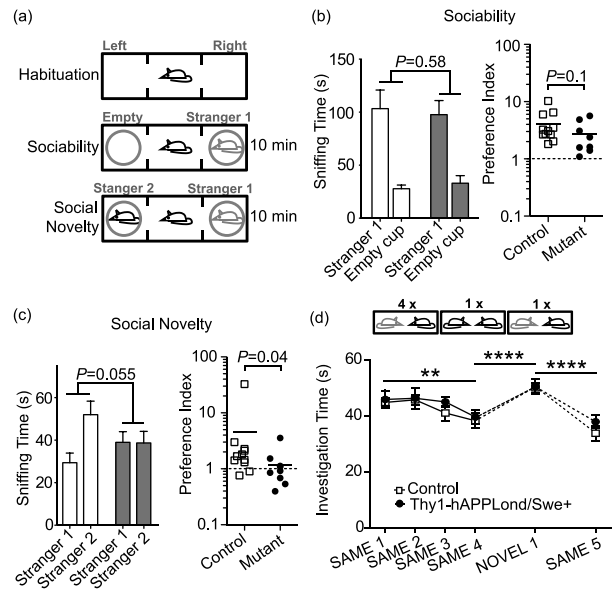 (a)
Left Right
Habituation
Empty Stranger 1
Sociability 10 min
Stanger 2 Stranger 1
Social
Novelty
10 min
(b)
Sociability
Sniffing Time (s)
150
100
50
0
P=0.58
Stranger 1
Empty cup
Stranger 1
Empty cup
Preference Index
100
10
1
0.1
P=0.1
Control
Mutant
(c)
Social Novelty
Sniffing Time (s)
60
40
20
0
P=0.055
Stranger 1
Stranger 2
Stranger 1
Stranger 2
Preference Index
100
10
1
0.1
P=0.04
Control
Mutant
(d)
4 x 1 x 1 x
Investigation Time (s)
60
40
20
0
**
****
****
Control
Thy1-hAPPLond/Swe+
SAME 1
SAME 2
SAME 3
SAME 4
NOVEL 1
SAME 5